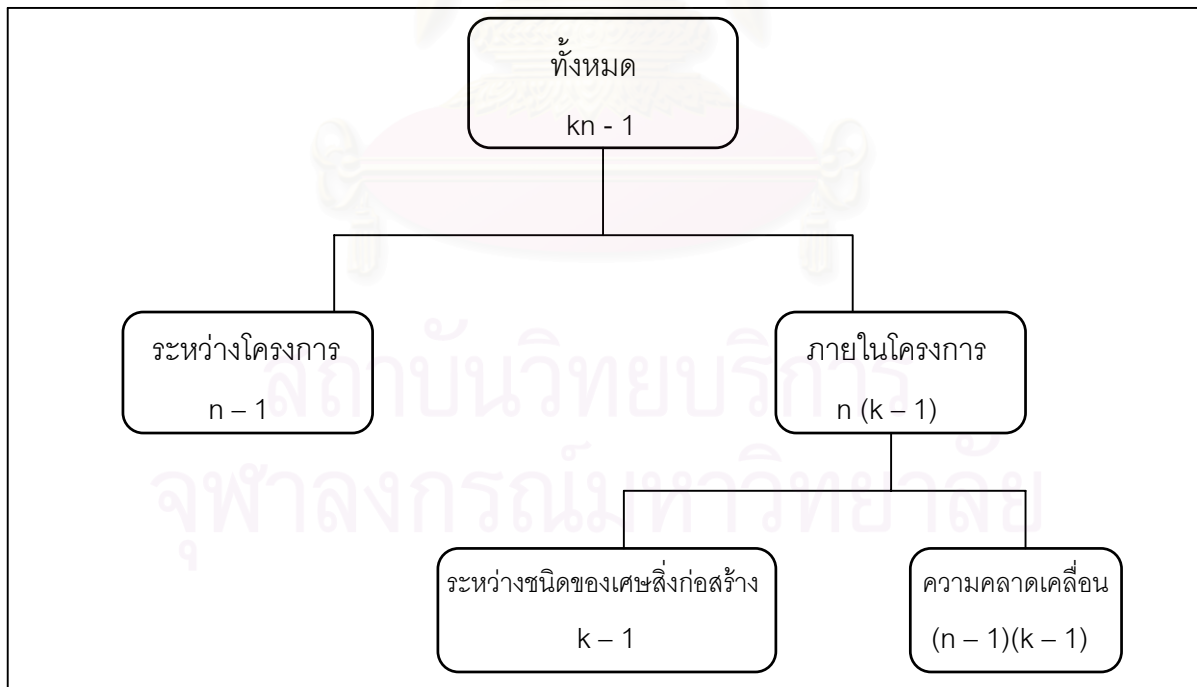 ทั้งหมด
kn - 1
ระหว่างโครงการ
n – 1
ภายในโครงการ
n (k – 1)
สถาบันวิทยบริการ
จุฬาลงกรณ์มหาวิทยาลัย
ระหว่างชนิดของเศษสิ่งก่อสร้าง
k – 1
ความคลาดเคลื่อน
(n – 1)(k – 1)